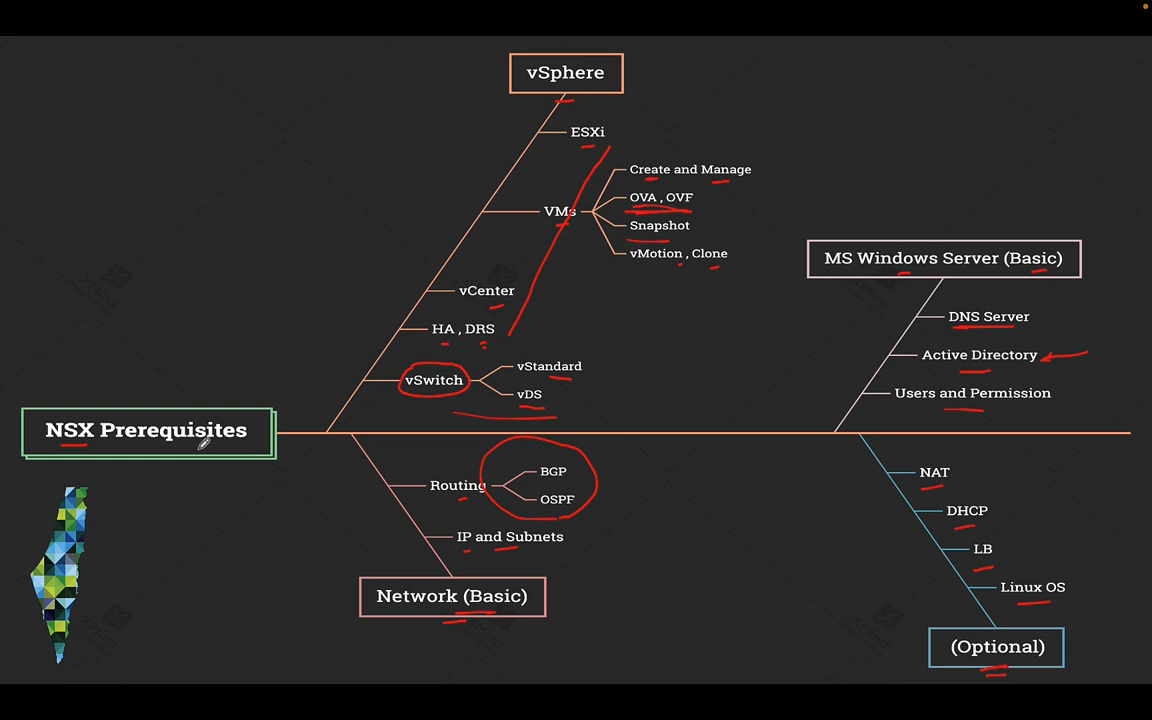 vSphere
ESXi
VMs
Create and Manage
OVA , OVF
Snapshot
vMotion , Clone
vCenter
HA , DRS
vSwitch
vStandard
vDS
MS Windows Server (Basic)
DNS Server
Active Directory
Users and Permission
NSX Prerequisites
Routing
BGP
OSPF
IP and Subnets
Network (Basic)
NAT
DHCP
LB
Linux OS
(Optional)